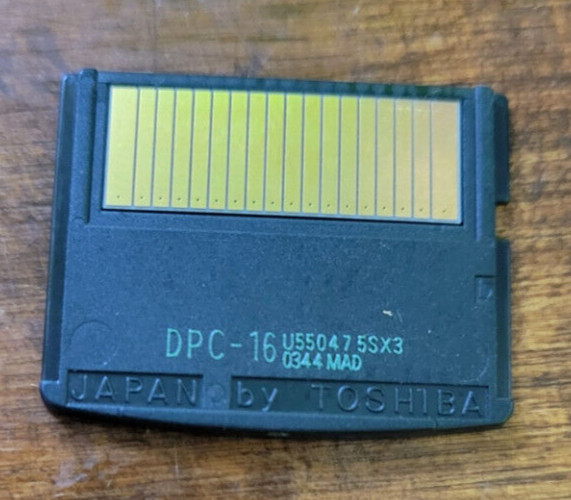 DPC-16 U55047 5SX3
0344 MAD
JAPAN by TOSHIBA